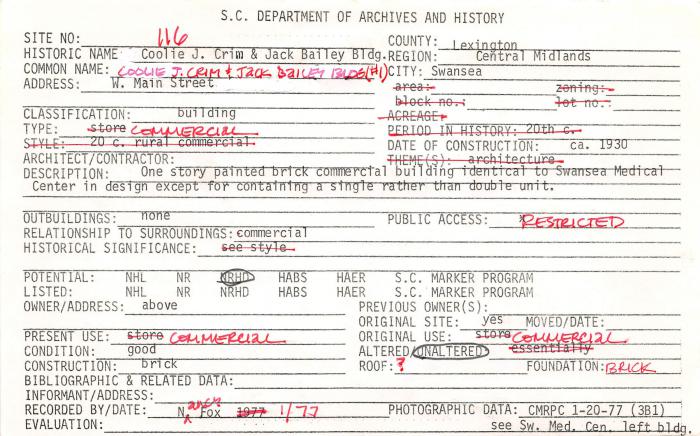 S.C. DEPARTMENT OF ARCHIVES AND HISTORY
SITE NO: 116 COUNTY: Lexington
HISTORIC NAME Coolie J. Crim & Jack Bailey Bldg. REGION: Central Midlands
COMMON NAME: COOLIE J. CRIM & JACK BAILEY BLDG (#1) CITY: Swansea
ADDRESS: W. Main Street area: zoning:
block no.: lot no.:
CLASSIFICATION: building ACREAGE
TYPE: store COMMERCIAL PERIOD IN HISTORY: 20th c.
STYLE: 20 c. rural commercial DATE OF CONSTRUCTION: ca. 1930
ARCHITECT/CONTRACTOR: THEME(S): architecture
DESCRIPTION: One story painted brick commercial building identical to Swansea Medical
Center in design except for containing a single rather than double unit.
OUTBUILDINGS: none PUBLIC ACCESS: RESTRICTED
RELATIONSHIP TO SURROUNDINGS: commercial
HISTORICAL SIGNIFICANCE: see style
POTENTIAL: NHL NR NRHD HABS HAER S.C. MARKER PROGRAM
LISTED: NHL NR NRHD HABS HAER S.C. MARKER PROGRAM
OWNER/ADDRESS: above PREVIOUS OWNER(S):
ORIGINAL SITE: yes MOVED/DATE:
PRESENT USE: store COMMERCIAL ORIGINAL USE: store COMMERCIAL
CONDITION: good ALTERED UNALTERED essentially
CONSTRUCTION: brick ROOF: ? FOUNDATION: BRICK
BIBLIOGRAPHIC & RELATED DATA:
INFORMANT/ADDRESS:
RECORDED BY/DATE: Nancy Fox 1977 1/77 PHOTOGRAPHIC DATA: CMRPC 1-20-77 (3B1)
EVALUATION: see Sw. Med. Cen. left bldg.